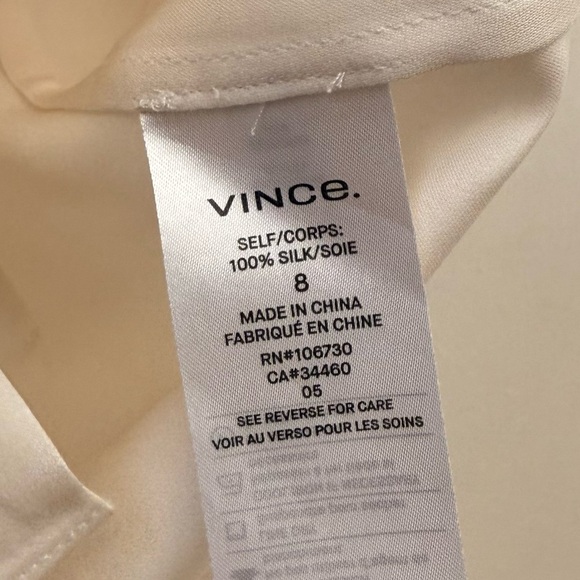 VINCE.
SELF/CORPS:
100% SILK/SOIE
8
MADE IN CHINA
FABRIQUÉ EN CHINE
RN#106730
CA#34460
05
SEE REVERSE FOR CARE
VOIR AU VERSO POUR LES SOINS